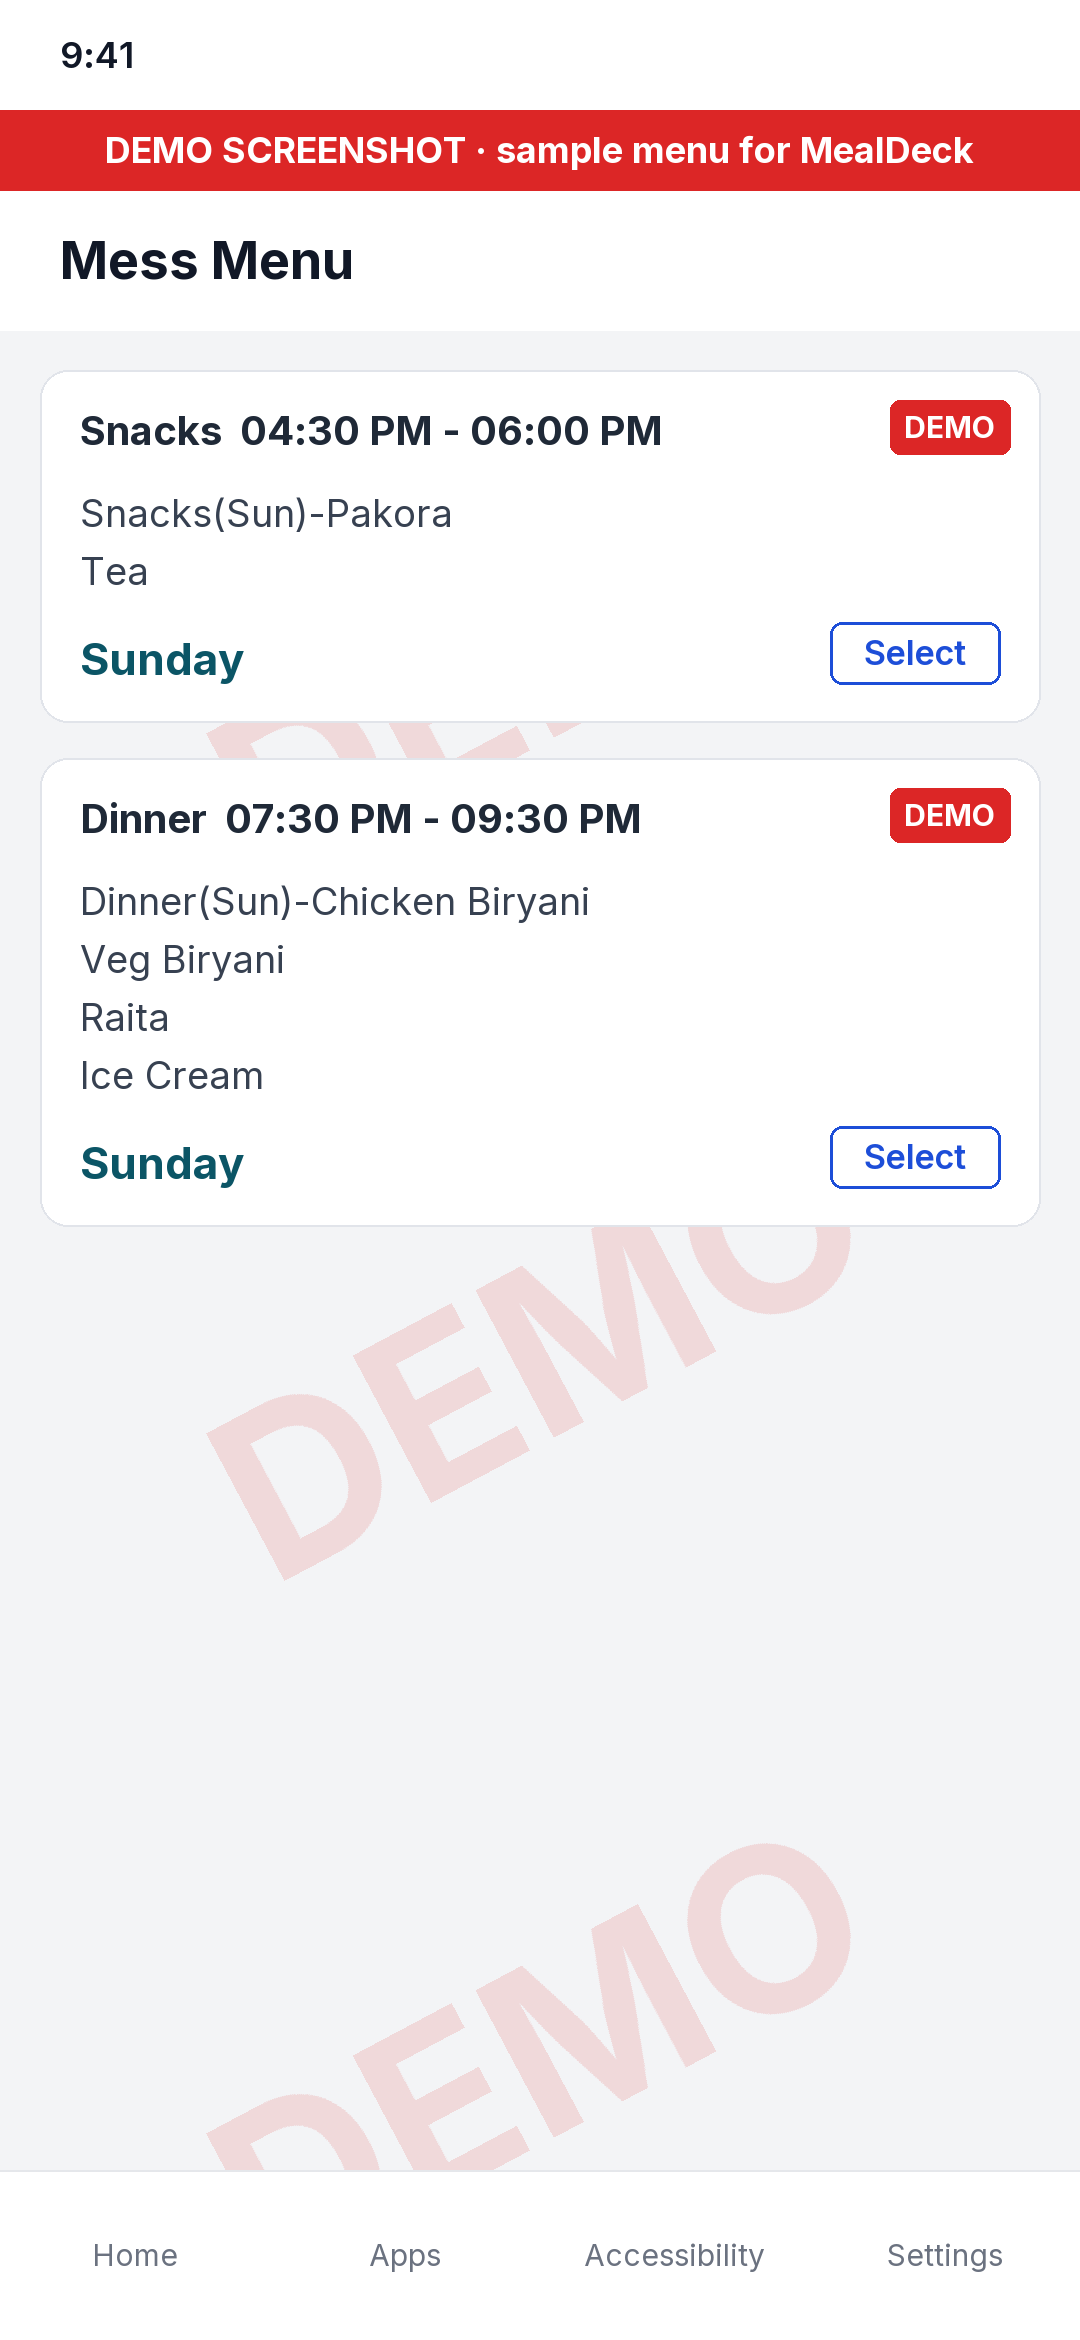 9:41
DEMO SCREENSHOT · sample menu for MealDeck
Mess Menu
Snacks 04:30 PM - 06:00 PM
DEMO
Snacks(Sun)-Pakora
Tea
Sunday
Select
Dinner 07:30 PM - 09:30 PM
DEMO
Dinner(Sun)-Chicken Biryani
Veg Biryani
Raita
Ice Cream
Sunday
Select
DEMO
DEMO
Home Apps Accessibility Settings